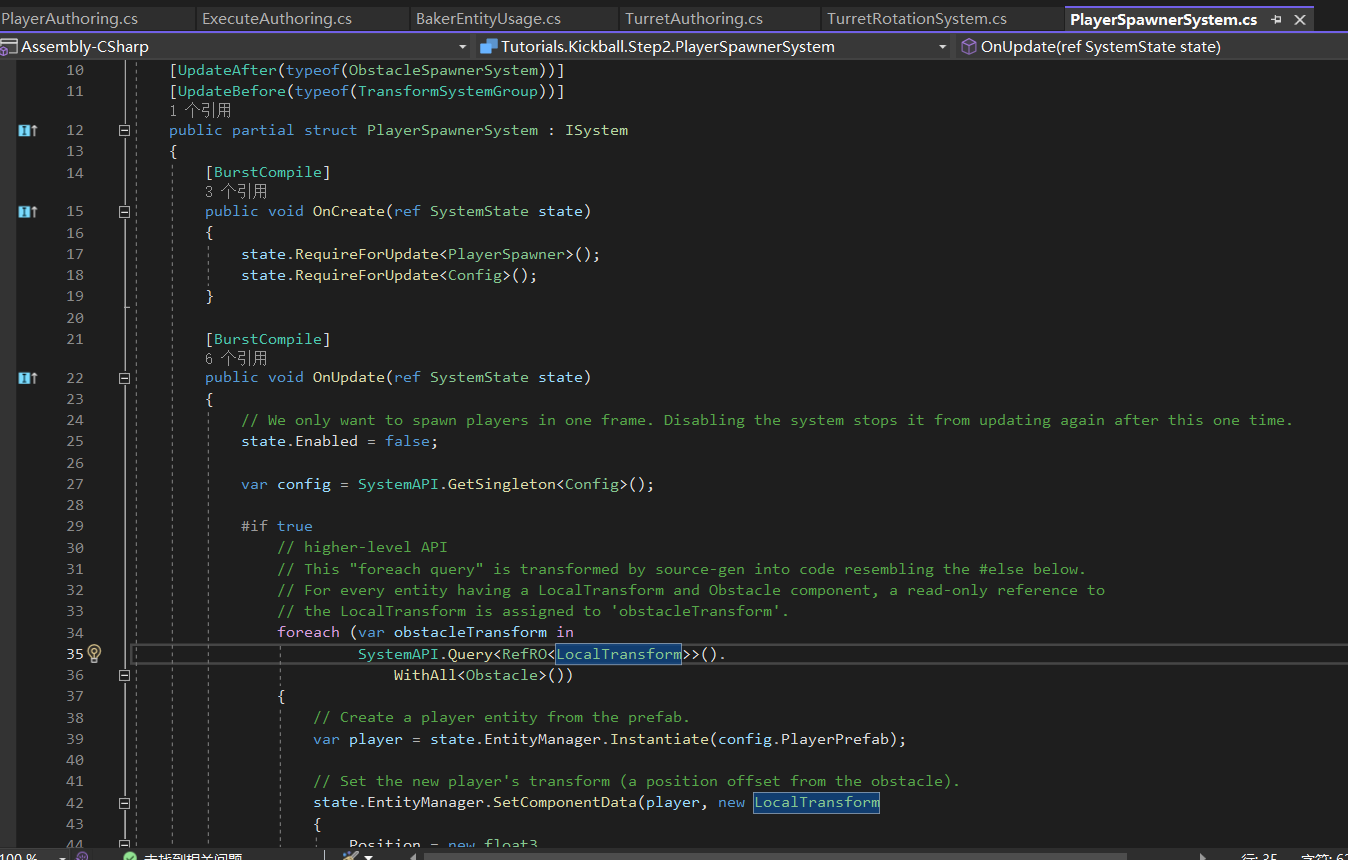 PlayerAuthoring.cs ExecuteAuthoring.cs BakerEntityUsage.cs TurretAuthoring.cs TurretRotationSystem.cs PlayerSpawnerSystem.cs
Assembly-CSharp Tutorials.Kickball.Step2.PlayerSpawnerSystem OnUpdate(ref SystemState state)
10 [UpdateAfter(typeof(ObstacleSpawnerSystem))]
11 [UpdateBefore(typeof(TransformSystemGroup))]
1 个引用
12 public partial struct PlayerSpawnerSystem : ISystem
13 {
14 [BurstCompile]
3 个引用
15 public void OnCreate(ref SystemState state)
16 {
17 state.RequireForUpdate<PlayerSpawner>();
18 state.RequireForUpdate<Config>();
19 }
20
21 [BurstCompile]
6 个引用
22 public void OnUpdate(ref SystemState state)
23 {
24 // We only want to spawn players in one frame. Disabling the system stops it from updating again after this one time.
25 state.Enabled = false;
26
27 var config = SystemAPI.GetSingleton<Config>();
28
29 #if true
30 // higher-level API
31 // This "foreach query" is transformed by source-gen into code resembling the #else below.
32 // For every entity having a LocalTransform and Obstacle component, a read-only reference to
33 // the LocalTransform is assigned to 'obstacleTransform'.
34 foreach (var obstacleTransform in
35 SystemAPI.Query<RefRO<LocalTransform>>().
36 WithAll<Obstacle>())
37 {
38 // Create a player entity from the prefab.
39 var player = state.EntityManager.Instantiate(config.PlayerPrefab);
40
41 // Set the new player's transform (a position offset from the obstacle).
42 state.EntityManager.SetComponentData(player, new LocalTransform
43 {
44 Position = new float3
100 % 未找到相关问题 行: 35